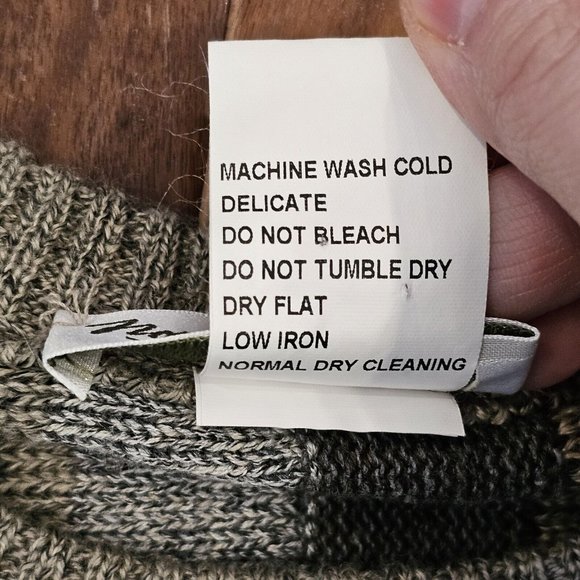 MACHINE WASH COLD
DELICATE
DO NOT BLEACH
DO NOT TUMBLE DRY
DRY FLAT
LOW IRON
NORMAL DRY CLEANING